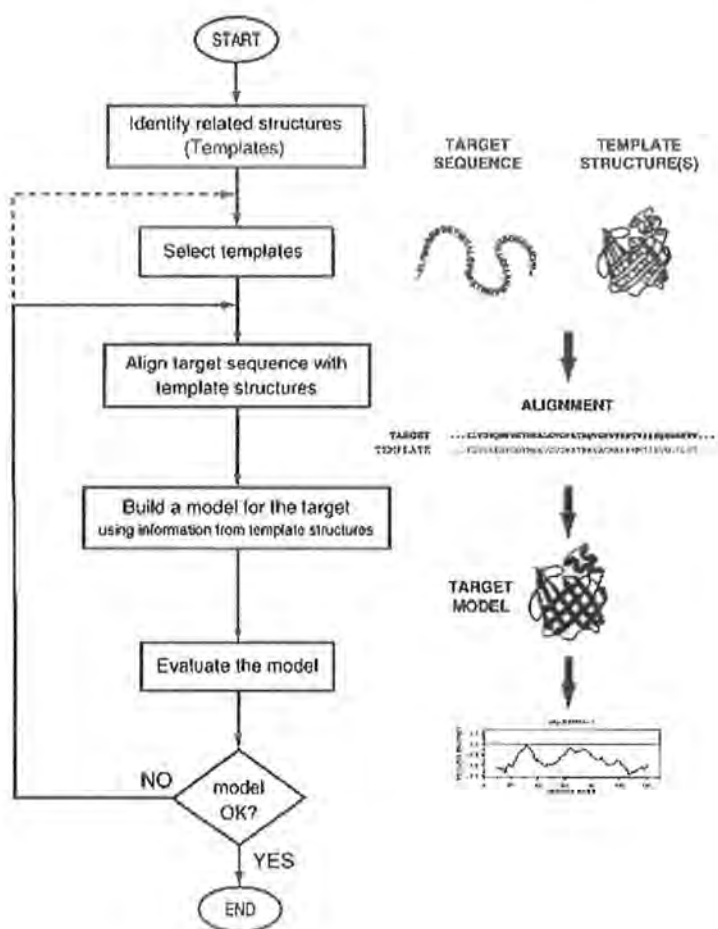 START
Identify related structures
(Templates)
Select templates
Align target sequence with
template structures
Build a model for the target
using information from template structures
Evaluate the model
NO
model
OK?
YES
END
TARGET
SEQUENCE
TEMPLATE
STRUCTURE(S)
ALIGNMENT
TARGET
TEMPLATE
TARGET
MODEL